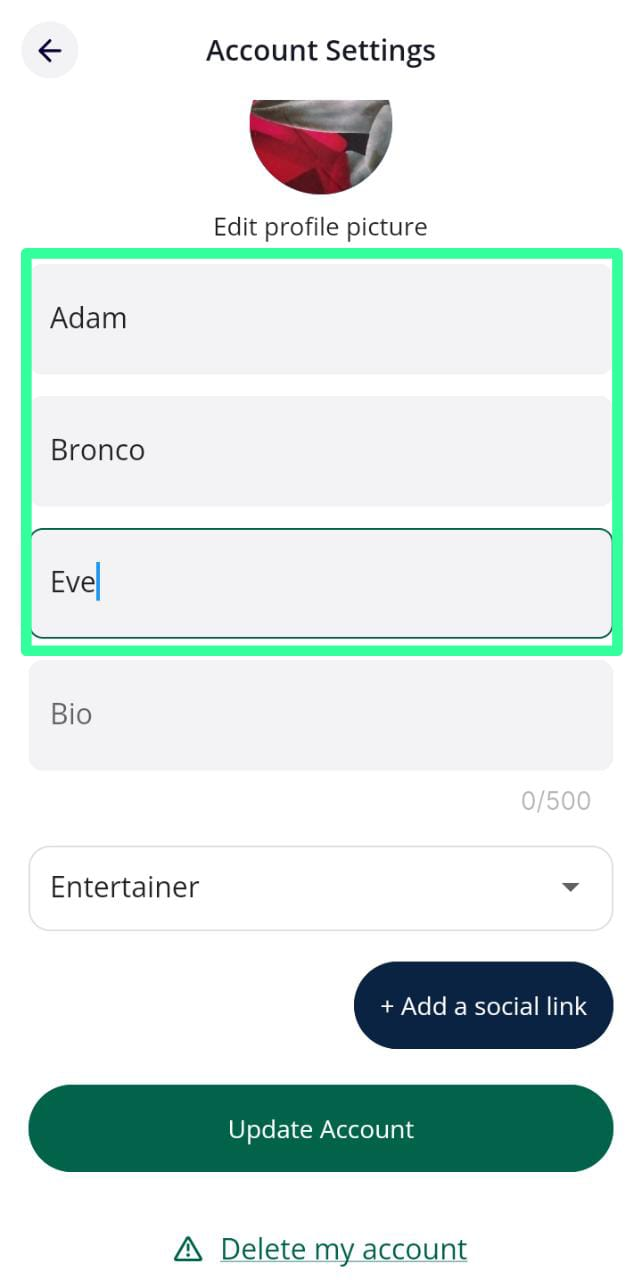 Account Settings
Edit profile picture
Adam
Bronco
Eve
Bio
0/500
Entertainer
+ Add a social link
Update Account
Delete my account